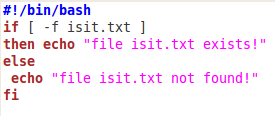 #!/bin/bash
if [ -f isit.txt ]
then echo "file isit.txt exists!"
else
 echo "file isit.txt not found!"
fi